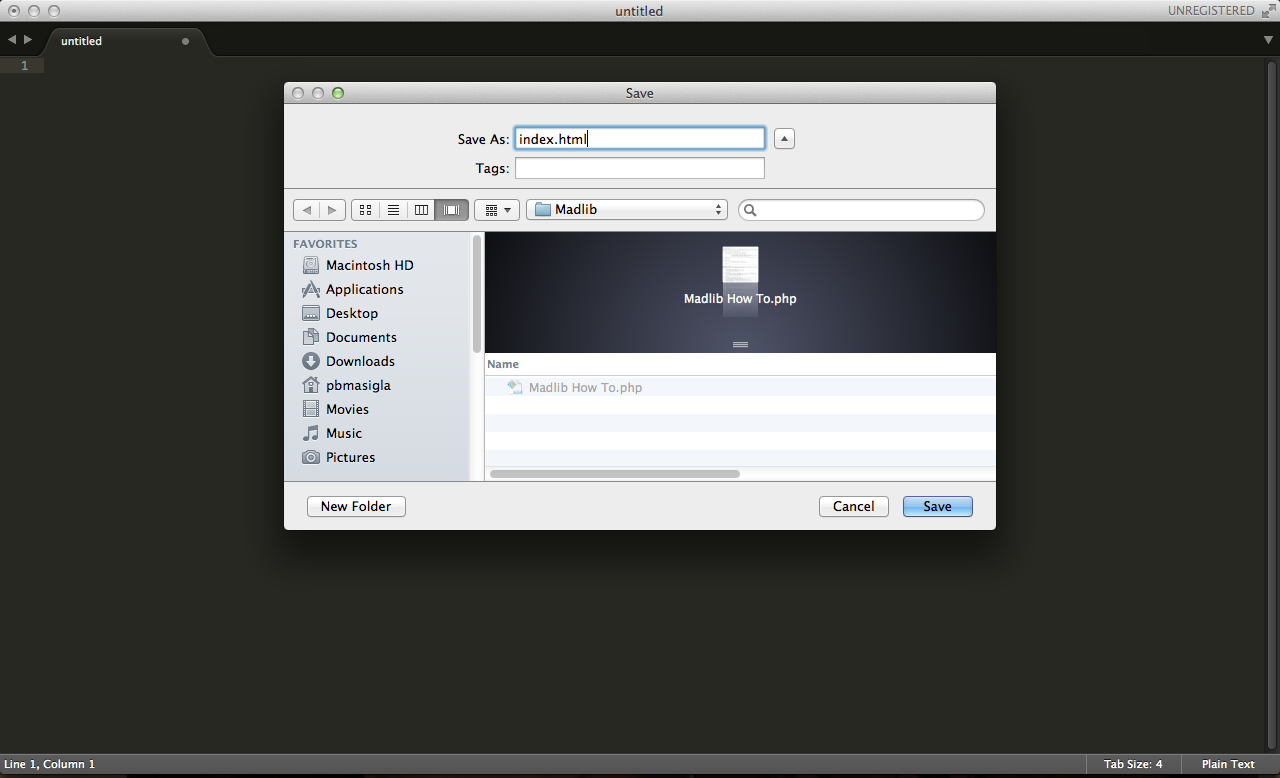 untitled
UNREGISTERED
untitled
1
Save
Save As: index.html
Tags:
Madlib
FAVORITES
Macintosh HD
Applications
Desktop
Documents
Downloads
pbmasigla
Movies
Music
Pictures
Madlib How To.php
Name
Madlib How To.php
New Folder
Cancel
Save
Line 1, Column 1
Tab Size: 4
Plain Text